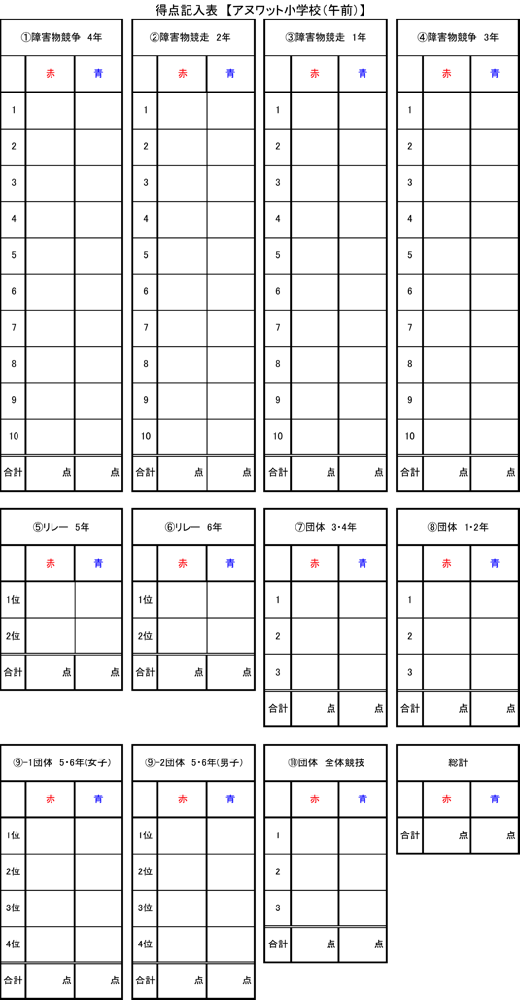 得点記入表 【アスワット小学校(午前)】
①障害物競争 4年
赤 青
1
2
3
4
5
6
7
8
9
10
合計 点 点
②障害物競走 2年
赤 青
1
2
3
4
5
6
7
8
9
10
合計 点 点
③障害物競走 1年
赤 青
1
2
3
4
5
6
7
8
9
10
合計 点 点
④障害物競争 3年
赤 青
1
2
3
4
5
6
7
8
9
10
合計 点 点
⑤リレー 5年
赤 青
1位
2位
合計 点 点
⑥リレー 6年
赤 青
1位
2位
合計 点 点
⑦団体 3・4年
赤 青
1
2
3
合計 点 点
⑧団体 1・2年
赤 青
1
2
3
合計 点 点
⑨-1団体 5・6年(女子)
赤 青
1位
2位
3位
4位
合計 点 点
⑨-2団体 5・6年(男子)
赤 青
1位
2位
3位
4位
合計 点 点
⑩団体 全体競技
赤 青
1
2
3
合計 点 点
総計
赤 青
合計 点 点